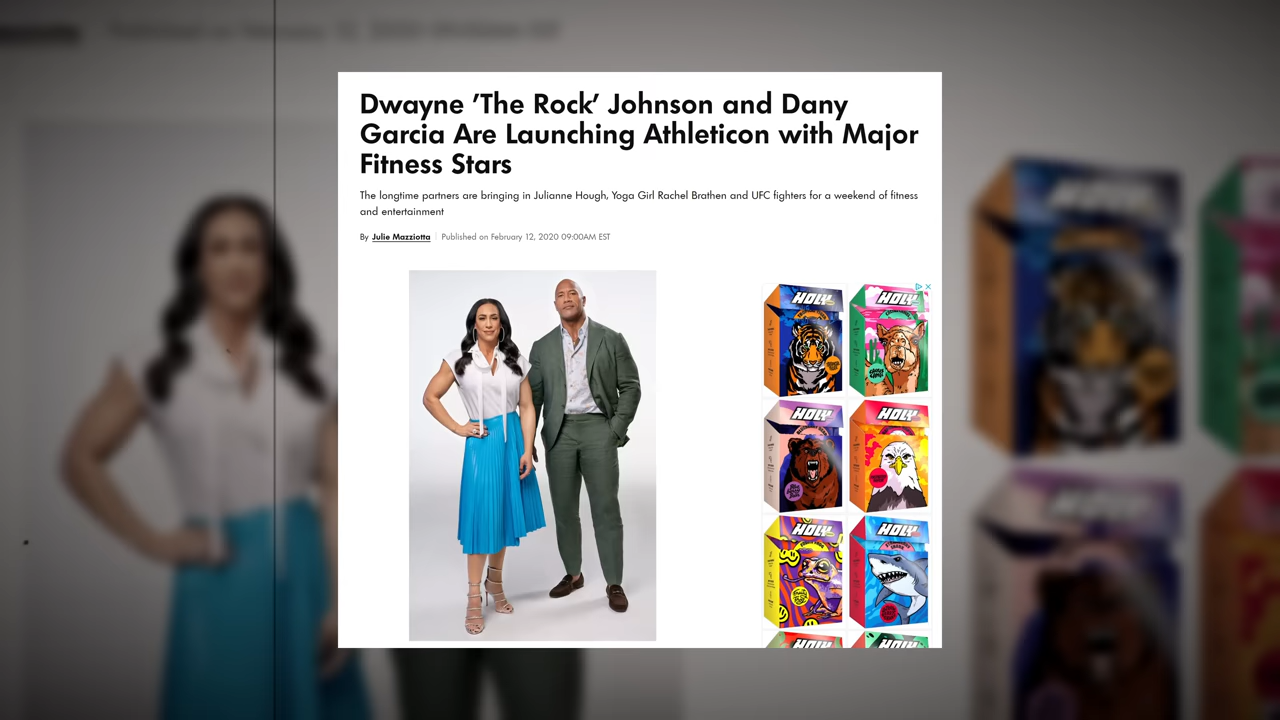 Dwayne ’The Rock’ Johnson and Dany
Garcia Are Launching Athleticon with Major
Fitness Stars
The longtime partners are bringing in Julianne Hough, Yoga Girl Rachel Brathen and UFC fighters for a weekend of fitness
and entertainment
By Julie Mazziotta Published on February 12, 2020 09:00AM EST
HOLY HOLY
HOLY HOLY
HOLY HOLY
HOLY HOLY